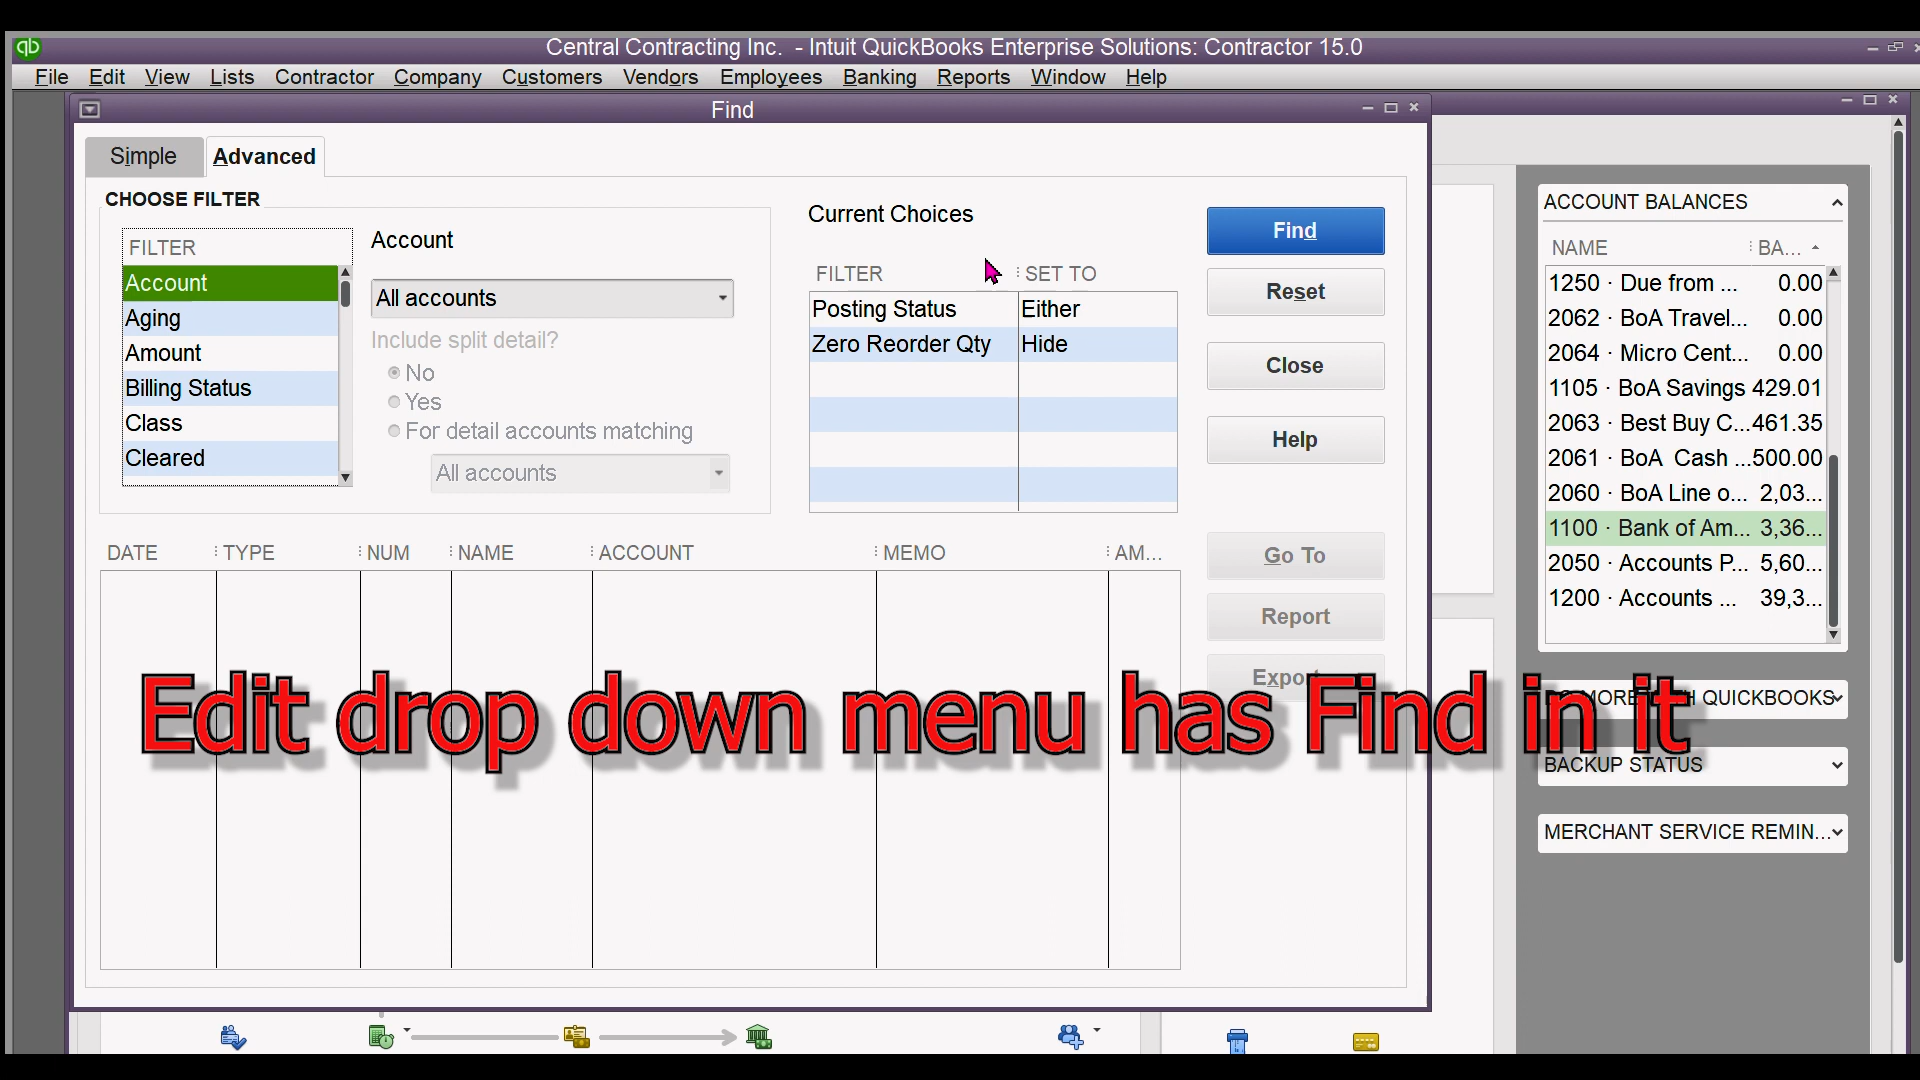 qb
Central Contracting Inc. - Intuit QuickBooks Enterprise Solutions: Contractor 15.0
File Edit View Lists Contractor Company Customers Vendors Employees Banking Reports Window Help
Find
Simple Advanced
CHOOSE FILTER
FILTER
Account
Aging
Amount
Billing Status
Class
Cleared
Account
All accounts
Include split detail?
No
Yes
For detail accounts matching
All accounts
Current Choices
FILTER SET TO
Posting Status Either
Zero Reorder Qty Hide
Find
Reset
Close
Help
DATE TYPE NUM NAME ACCOUNT MEMO AM...
Go To
Report
Export
Edit drop down menu has Find in it
ACCOUNT BALANCES
NAME BA...
1250 · Due from ... 0.00
2062 · BoA Travel... 0.00
2064 · Micro Cent... 0.00
1105 · BoA Savings 429.01
2063 · Best Buy C...461.35
2061 · BoA Cash ...500.00
2060 · BoA Line o... 2,03...
1100 · Bank of Am... 3,36...
2050 · Accounts P... 5,60...
1200 · Accounts ... 39,3...
MORE QUICKBOOKS
BACKUP STATUS
MERCHANT SERVICE REMIN...